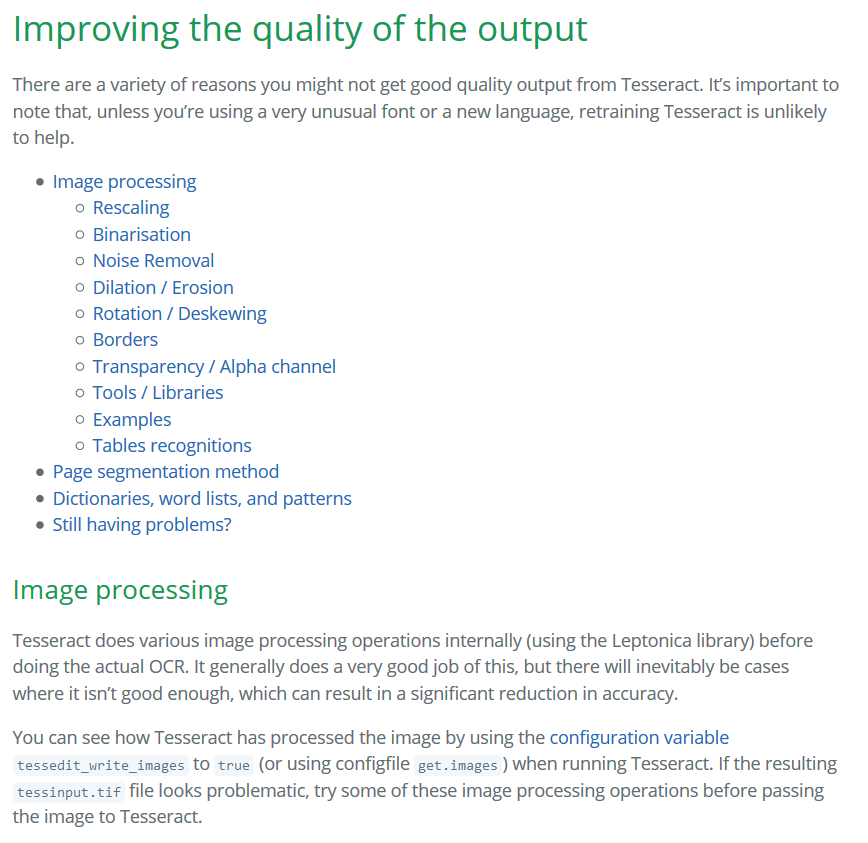 Improving the quality of the output
There are a variety of reasons you might not get good quality output from Tesseract. It’s important to
note that, unless you’re using a very unusual font or a new language, retraining Tesseract is unlikely
to help.
Image processing
Rescaling
Binarisation
Noise Removal
Dilation / Erosion
Rotation / Deskewing
Borders
Transparency / Alpha channel
Tools / Libraries
Examples
Tables recognitions
Page segmentation method
Dictionaries, word lists, and patterns
Still having problems?
Image processing
Tesseract does various image processing operations internally (using the Leptonica library) before
doing the actual OCR. It generally does a very good job of this, but there will inevitably be cases
where it isn’t good enough, which can result in a significant reduction in accuracy.
You can see how Tesseract has processed the image by using the configuration variable
tessedit_write_images to true (or using configfile get.images) when running Tesseract. If the resulting
tessinput.tif file looks problematic, try some of these image processing operations before passing
the image to Tesseract.